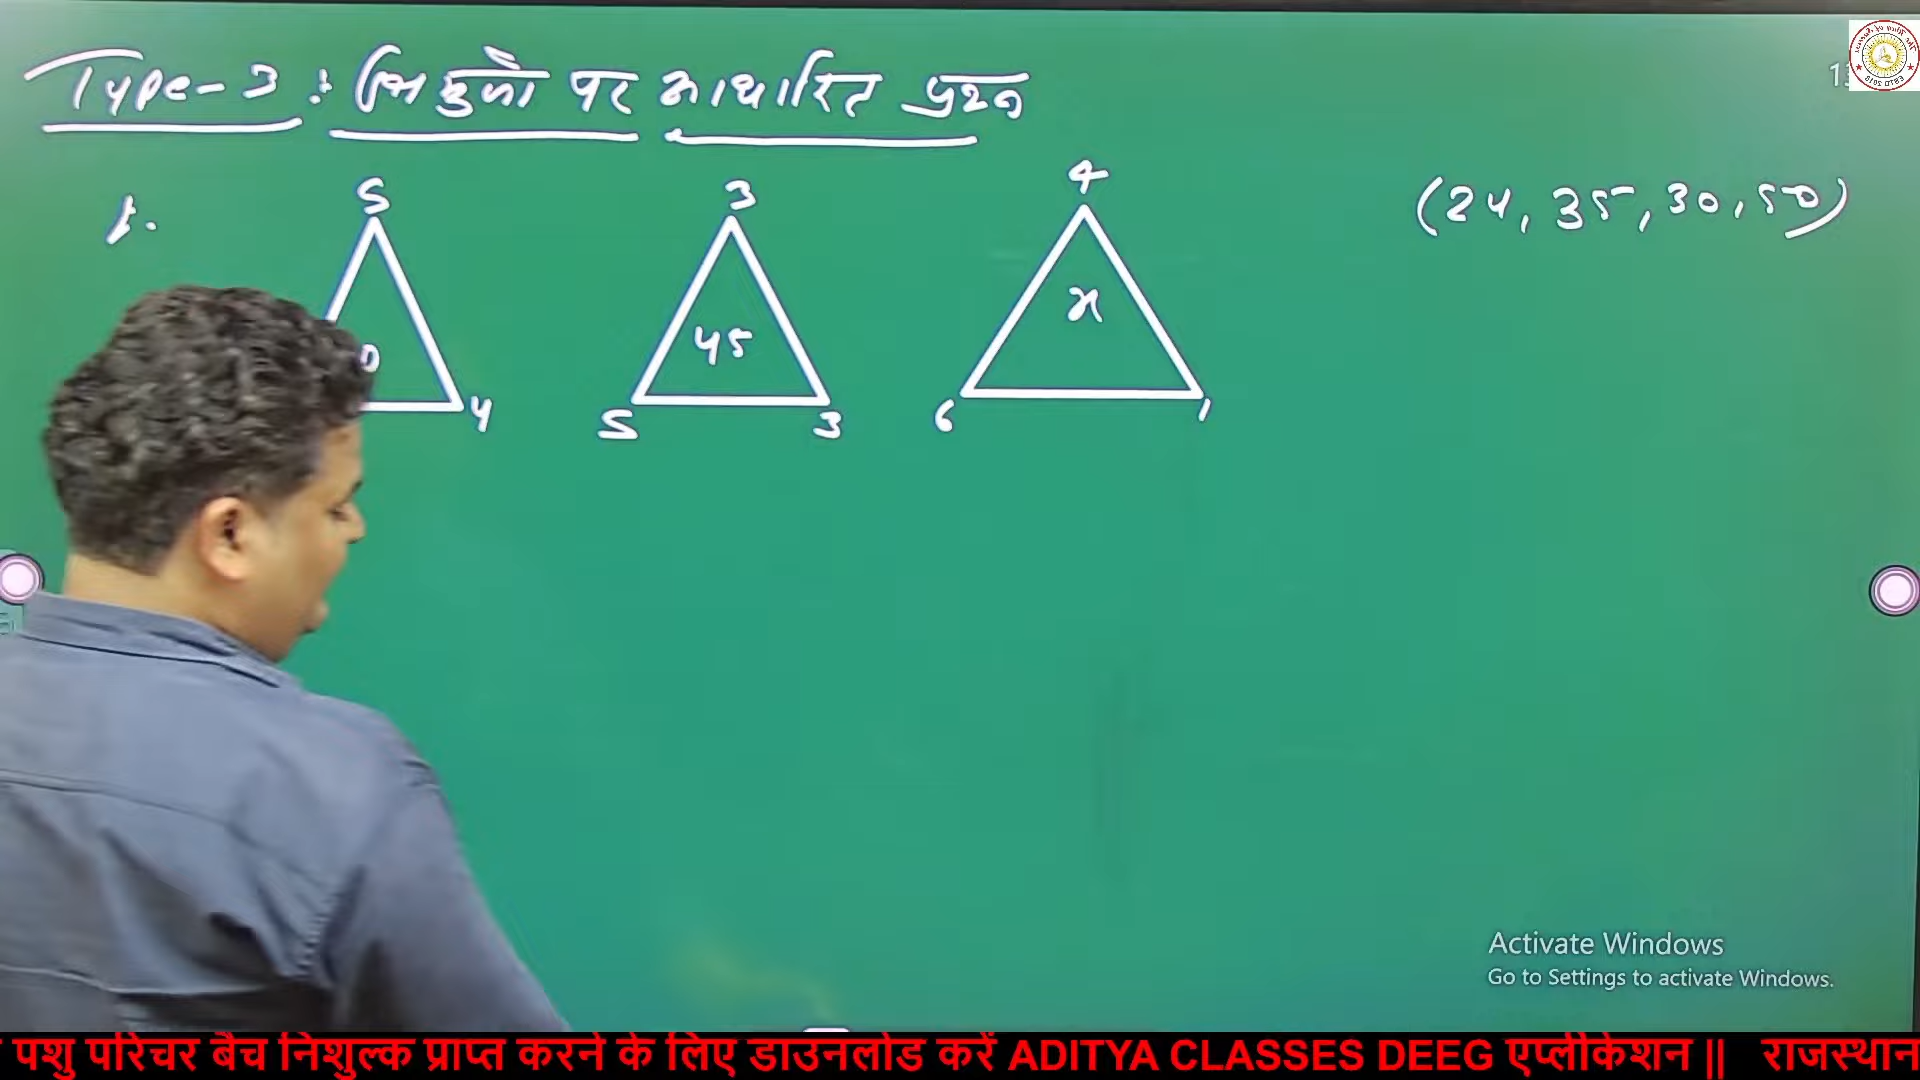 Type-3 : त्रिभुजों पर आधारित प्रश्न
1. 5 3 4 (24, 35, 30, 50)
0 45 x
4 5 3 6 1
Activate Windows
Go to Settings to activate Windows.
पशु परिचर बैच निशुल्क प्राप्त करने के लिए डाउनलोड करें ADITYA CLASSES DEEG एप्लीकेशन || राजस्थान